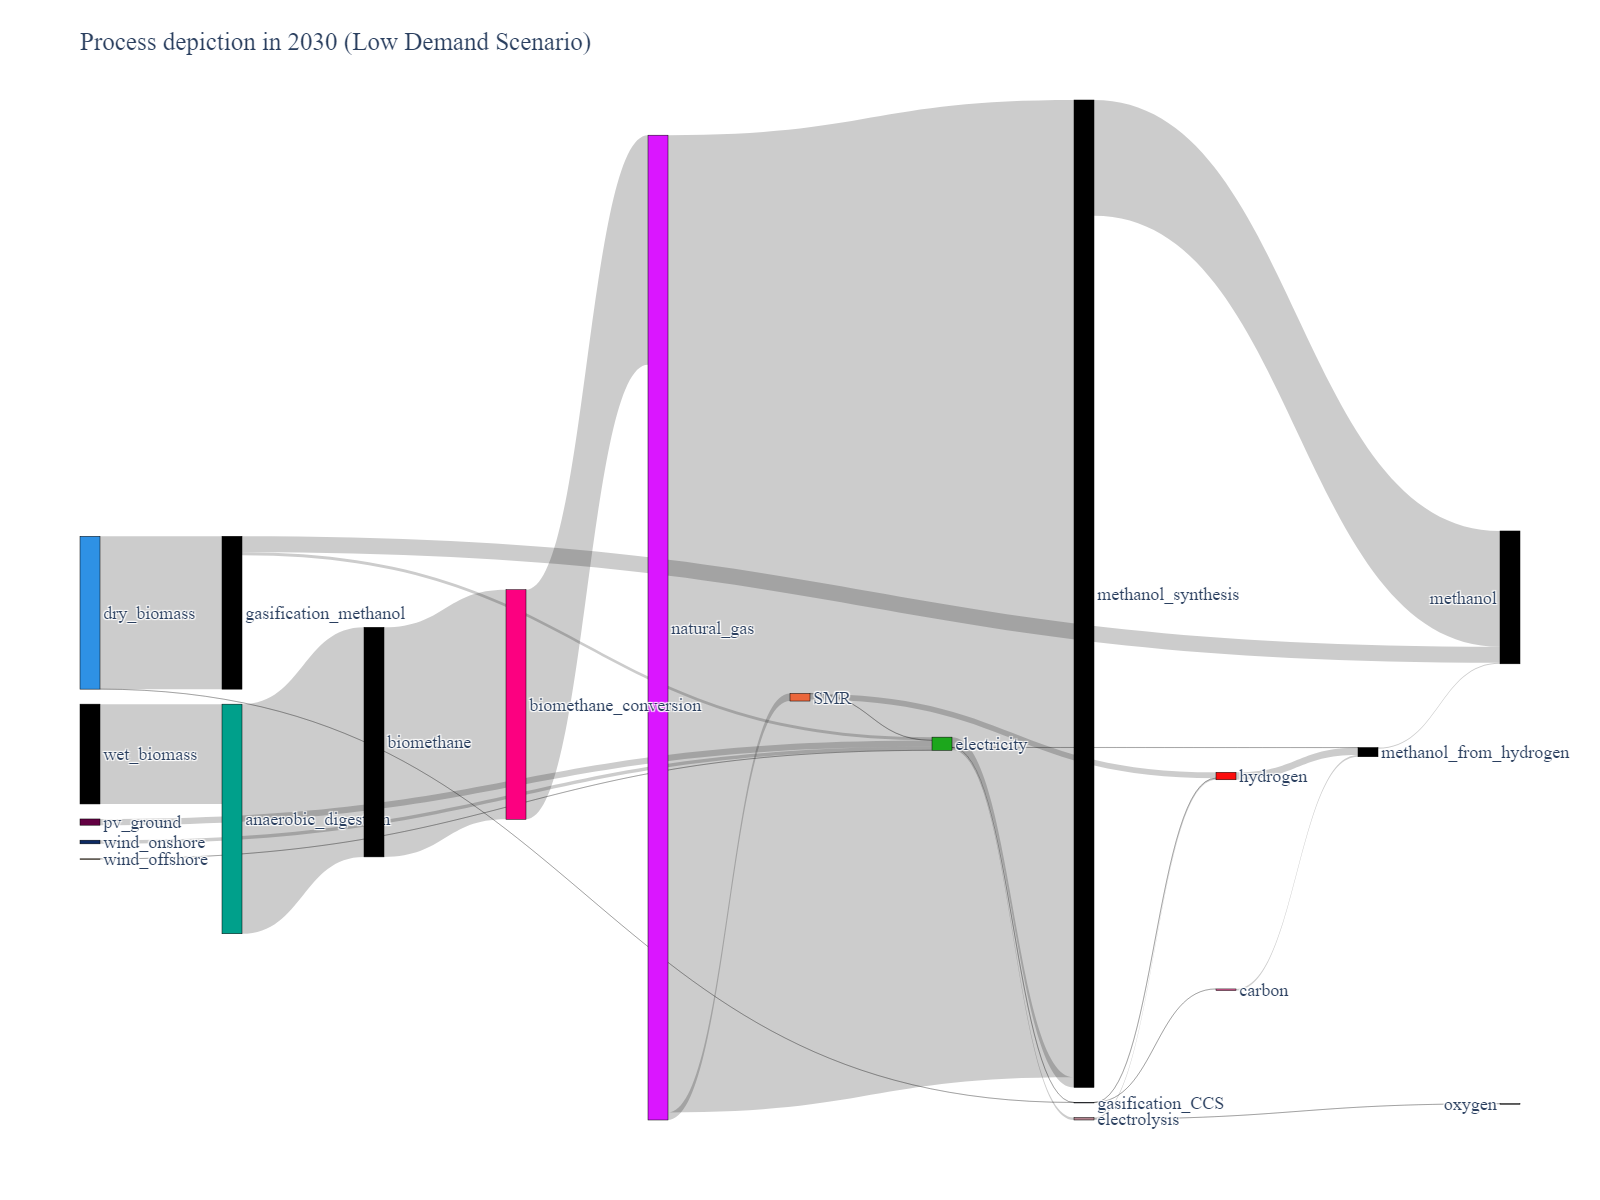 Process depiction in 2030 (Low Demand Scenario)
methanol_synthesis
methanol
dry_biomass
gasification_methanol
natural_gas
SMR
biomethane_conversion
biomethane
electricity
wet_biomass
methanol_from_hydrogen
hydrogen
pv_ground
anaerobic_digestion
wind_onshore
wind_offshore
carbon
gasification_CCS
oxygen
electrolysis